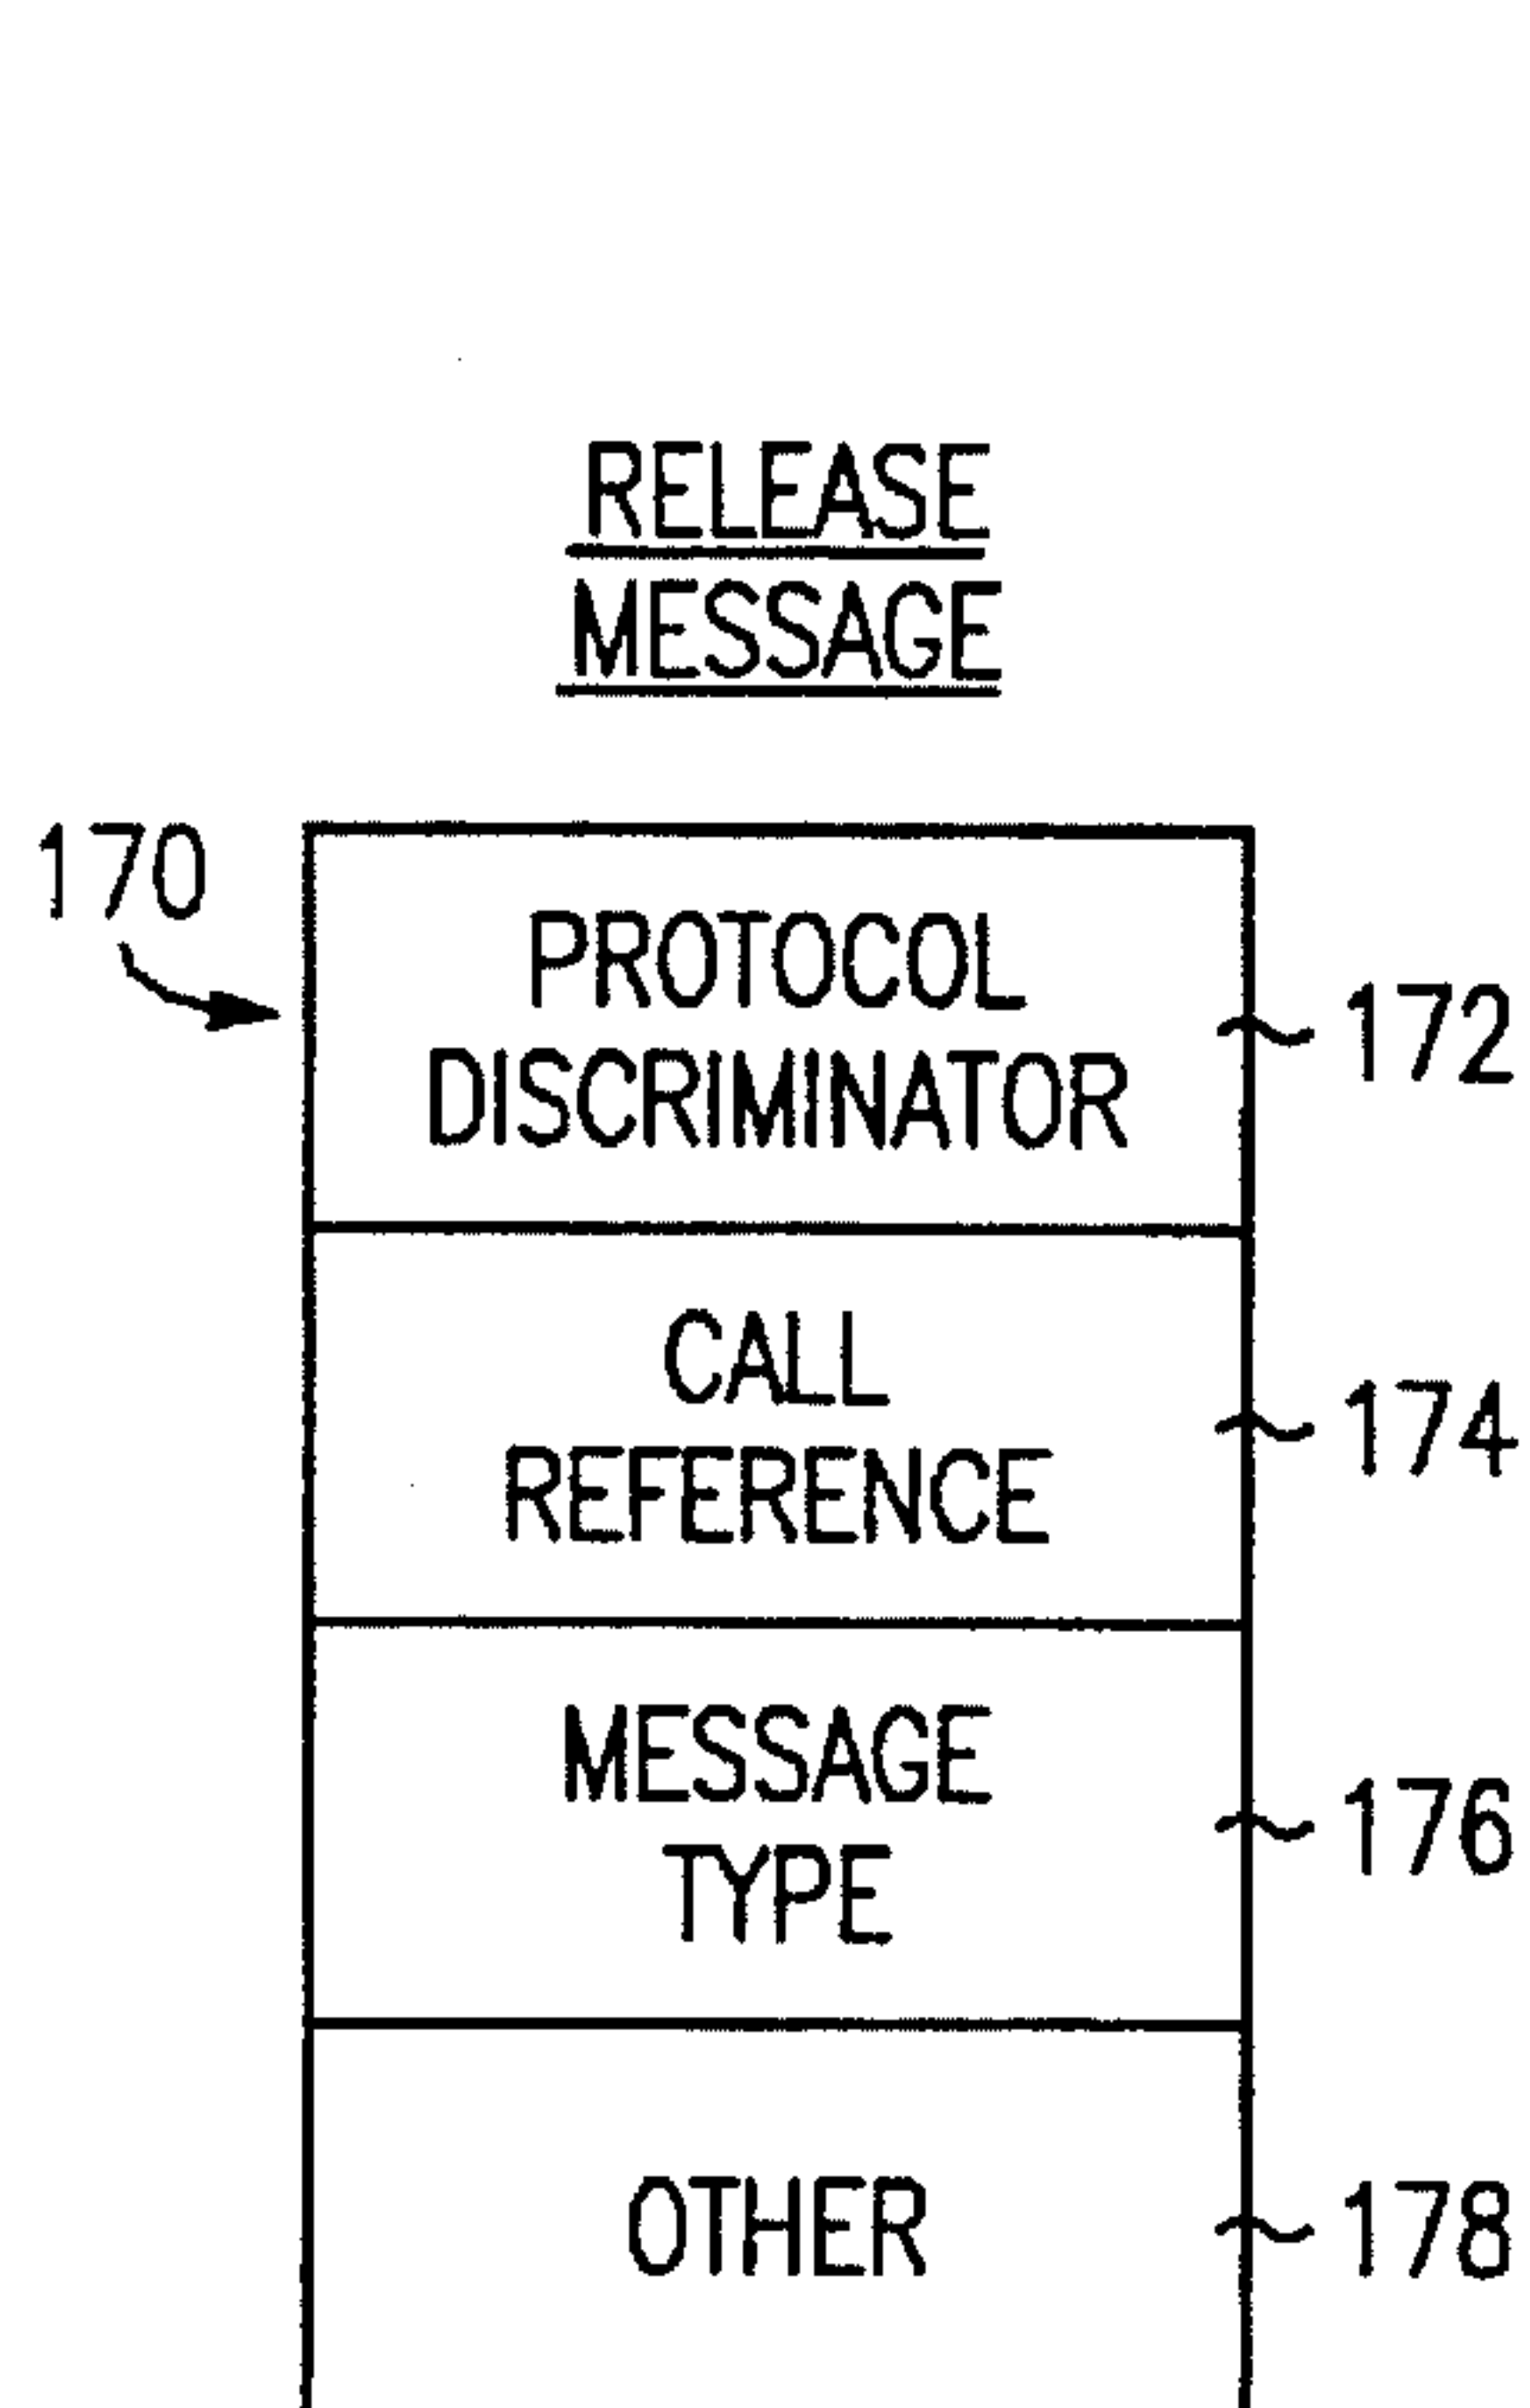 RELEASE
MESSAGE
170
PROTOCOL
DISCRIMINATOR
172
CALL
REFERENCE
174
MESSAGE
TYPE
176
OTHER
178